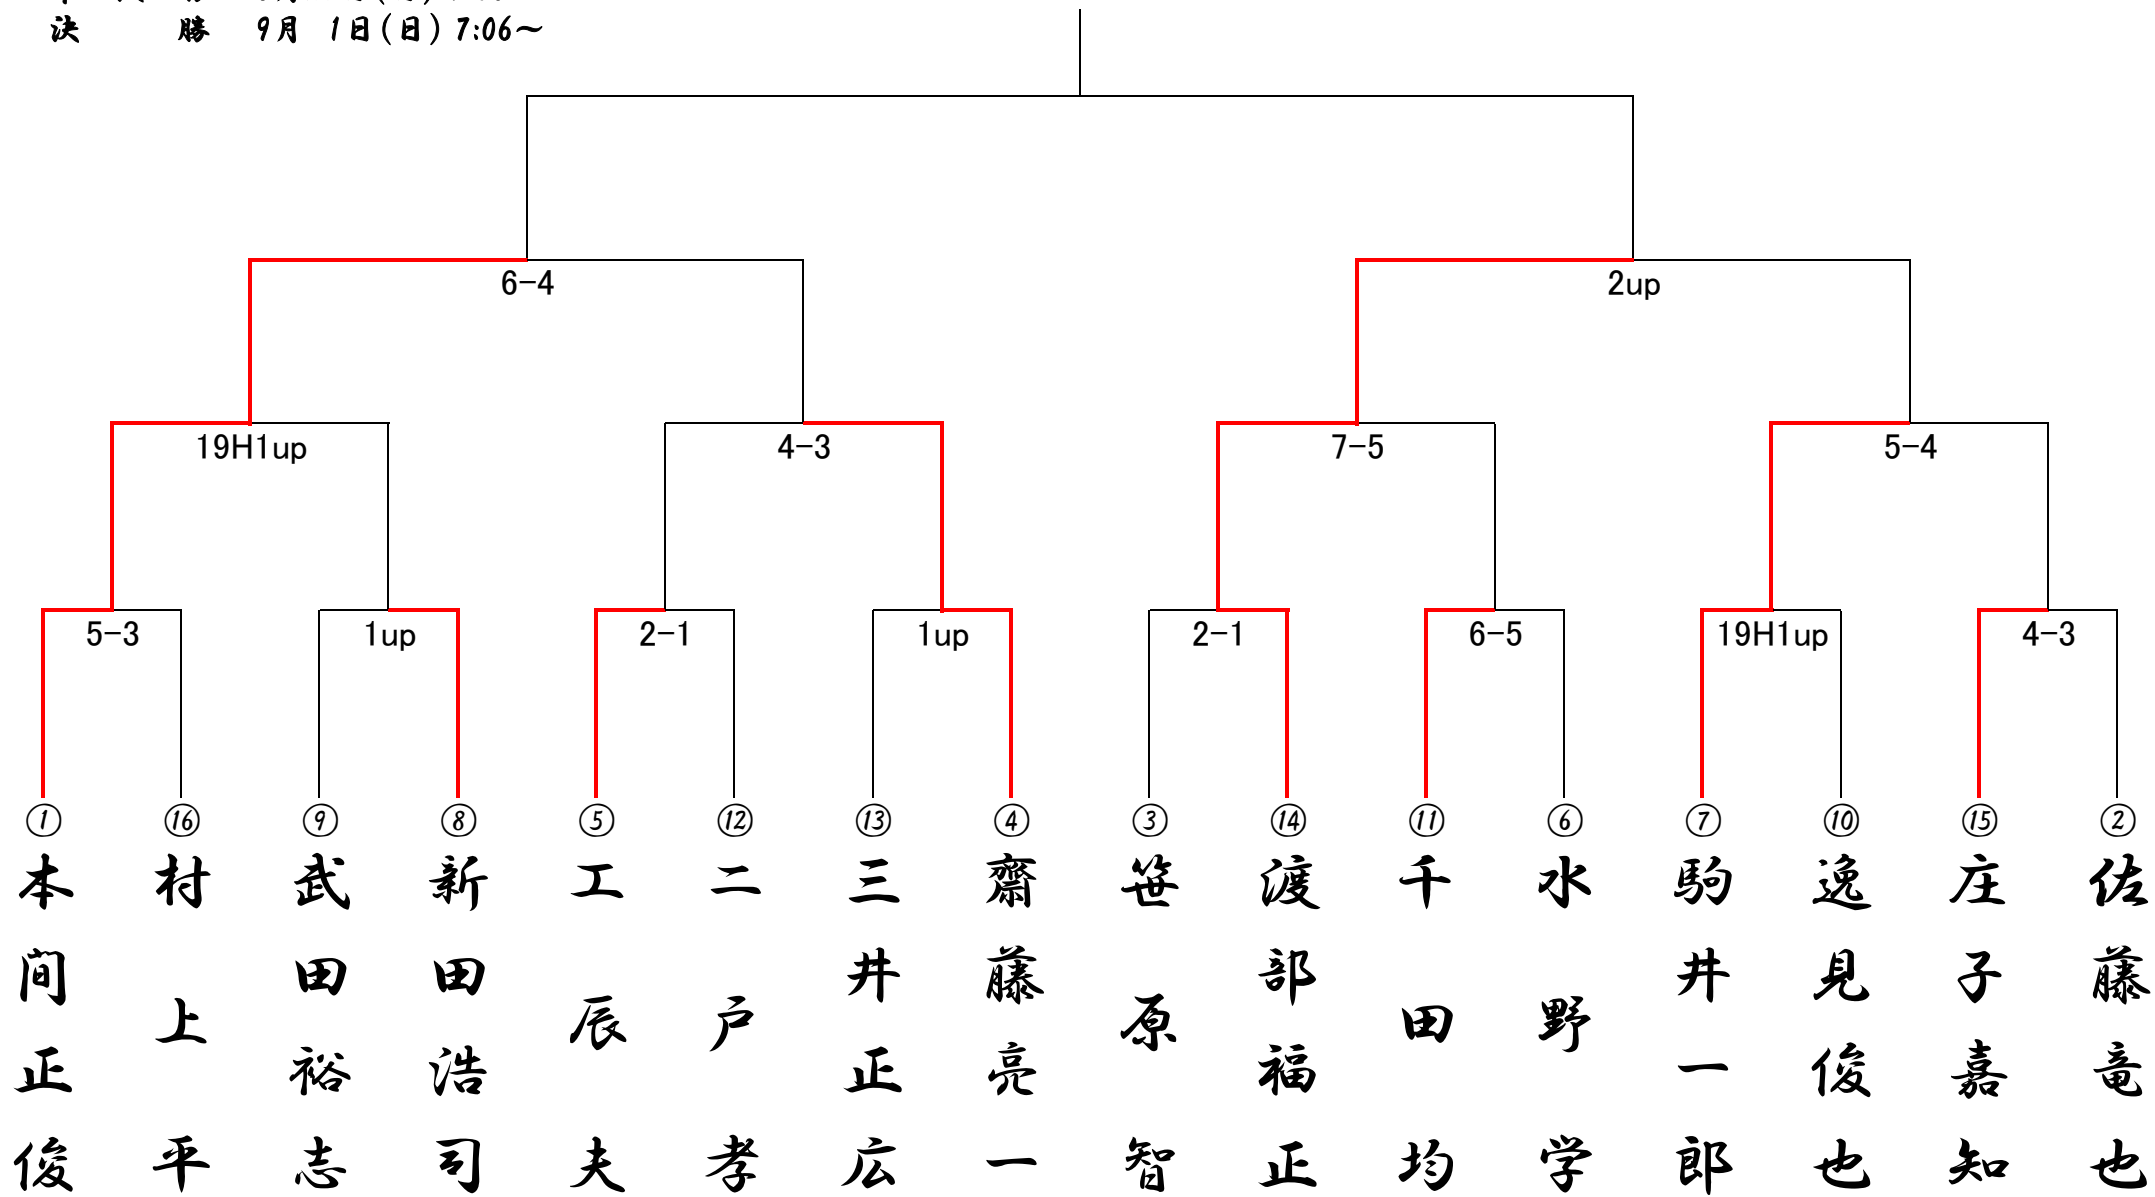 決 勝 9月 1日(日) 7:06～
6-4
2up
19H1up
4-3
7-5
5-4
5-3
1up
2-1
1up
2-1
6-5
19H1up
4-3
① 本間正俊
⑯ 村上平
⑨ 武田裕志
⑧ 新田浩司
⑤ 工辰夫
⑫ 二戸孝
⑬ 三井正広
④ 齋藤亮一
③ 笹原智
⑭ 渡部福正
⑪ 千田均
⑥ 水野学
⑦ 駒井一郎
⑩ 逸見俊也
⑮ 庄子嘉知
② 佐藤竜也